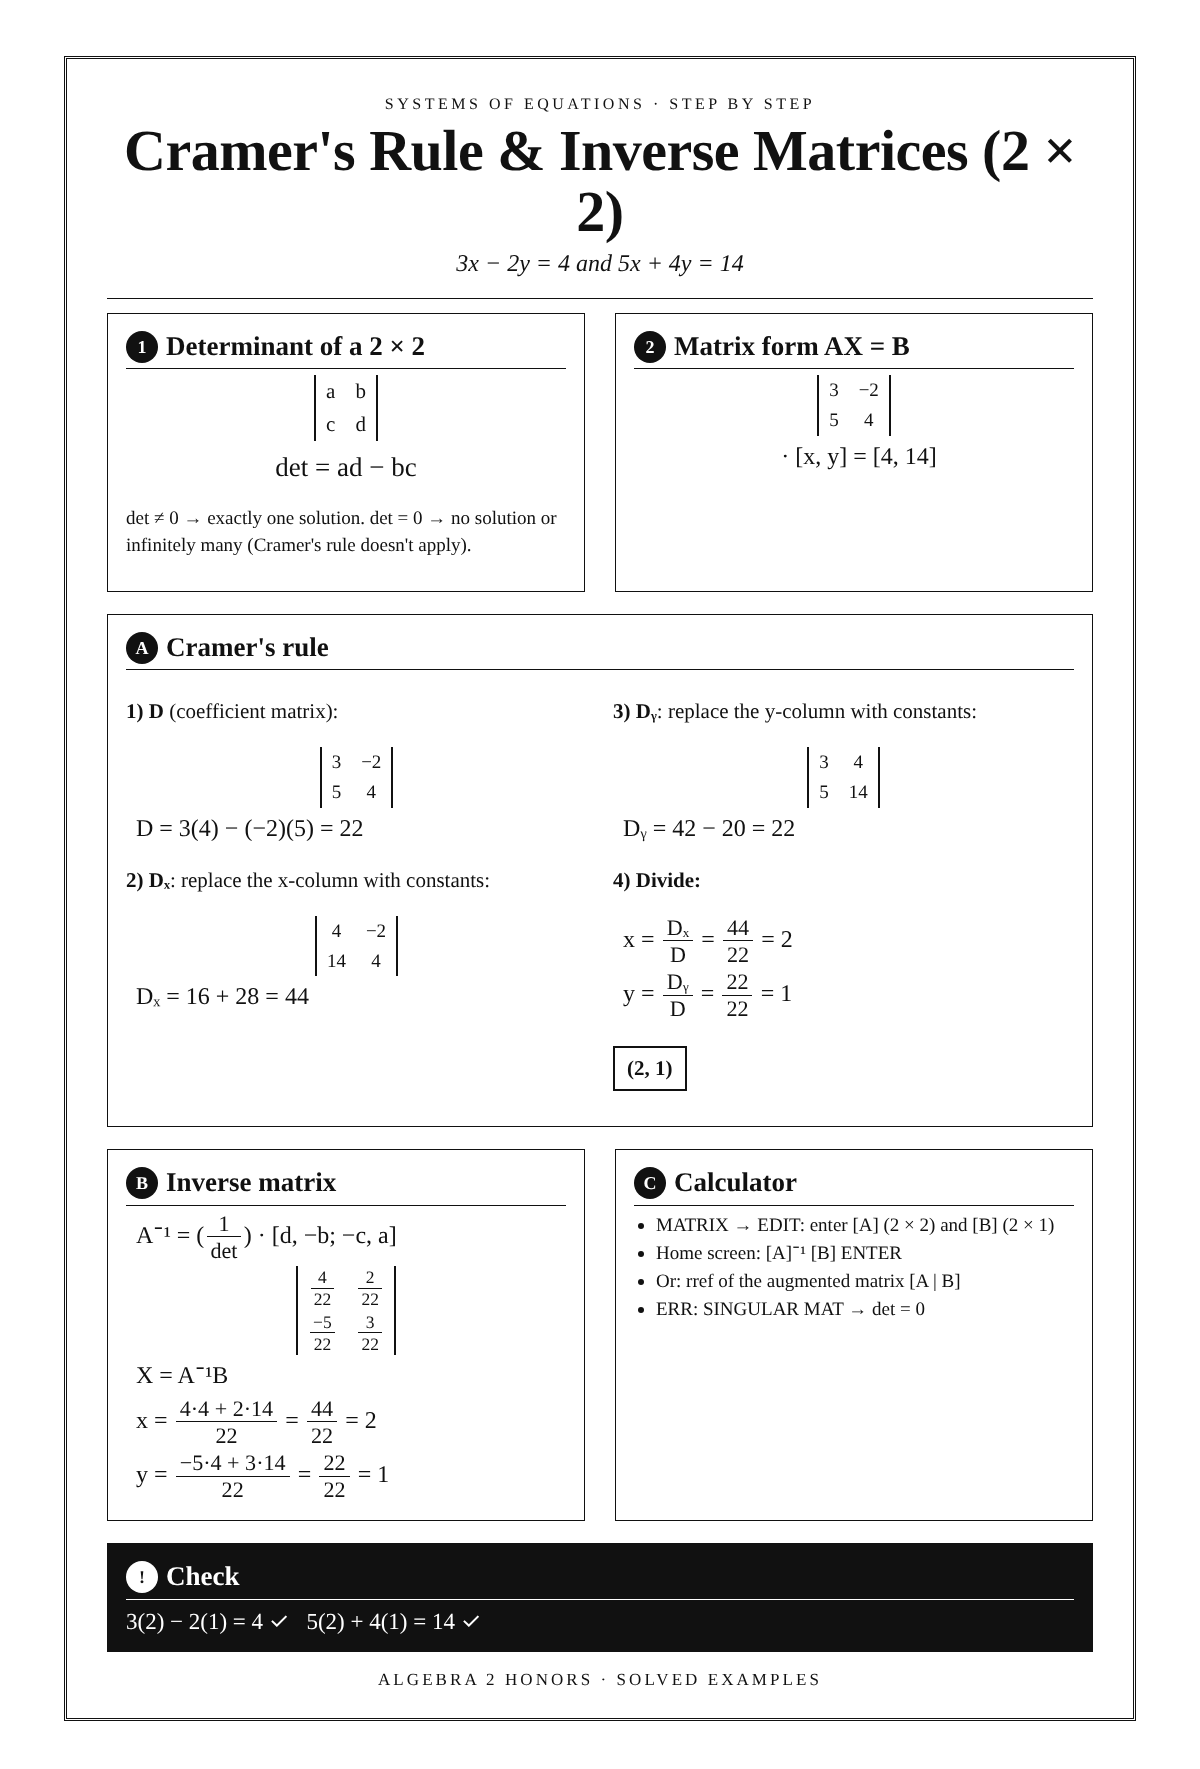 SYSTEMS OF EQUATIONS · STEP BY STEP
Cramer's Rule & Inverse Matrices (2 ×
2)
3x − 2y = 4 and 5x + 4y = 14
1 Determinant of a 2 × 2
a b
c d
det = ad − bc
det ≠ 0 → exactly one solution. det = 0 → no solution or
infinitely many (Cramer's rule doesn't apply).
2 Matrix form AX = B
3 −2
5 4
· [x, y] = [4, 14]
A Cramer's rule
1) D (coefficient matrix):
3 −2
5 4
D = 3(4) − (−2)(5) = 22
2) Dₓ: replace the x-column with constants:
4 −2
14 4
Dₓ = 16 + 28 = 44
3) Dᵧ: replace the y-column with constants:
3 4
5 14
Dᵧ = 42 − 20 = 22
4) Divide:
x = Dₓ/D = 44/22 = 2
y = Dᵧ/D = 22/22 = 1
(2, 1)
B Inverse matrix
A⁻¹ = (1/det) · [d, −b; −c, a]
4/22 2/22
−5/22 3/22
X = A⁻¹B
x = 4·4 + 2·14/22 = 44/22 = 2
y = −5·4 + 3·14/22 = 22/22 = 1
C Calculator
• MATRIX → EDIT: enter [A] (2 × 2) and [B] (2 × 1)
• Home screen: [A]⁻¹ [B] ENTER
• Or: rref of the augmented matrix [A | B]
• ERR: SINGULAR MAT → det = 0
! Check
3(2) − 2(1) = 4 ✓ 5(2) + 4(1) = 14 ✓
ALGEBRA 2 HONORS · SOLVED EXAMPLES